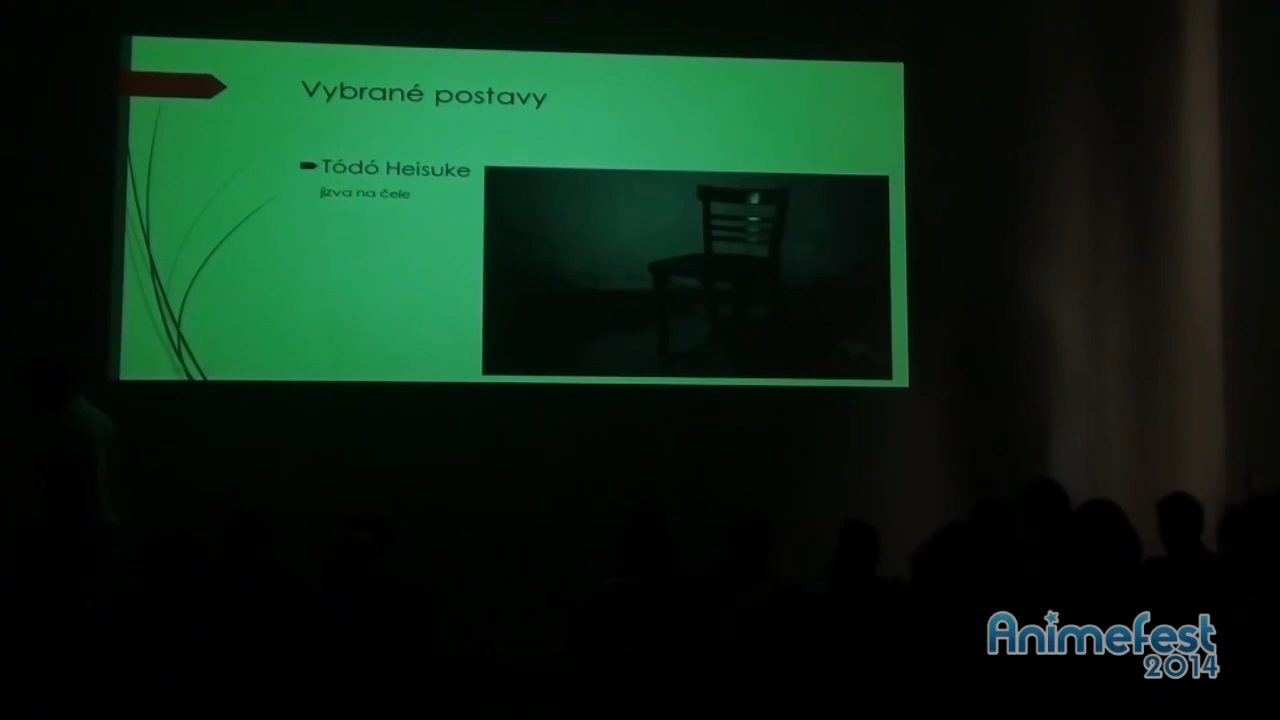 Vybrané postavy
Tódó Heisuke
jizva na čele
Animefest
2014